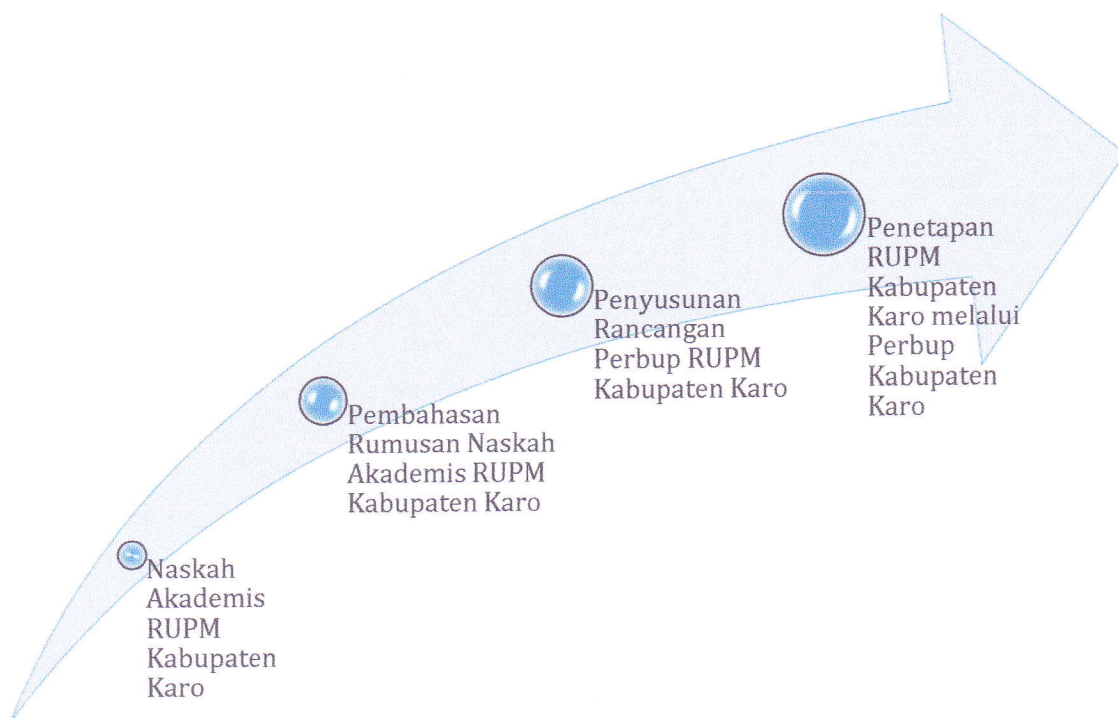 Naskah
Akademis
RUPM
Kabupaten
Karo
Pembahasan
Rumusan Naskah
Akademis RUPM
Kabupaten Karo
Penyusunan
Rancangan
Perbup RUPM
Kabupaten Karo
Penetapan
RUPM
Kabupaten
Karo melalui
Perbup
Kabupaten
Karo